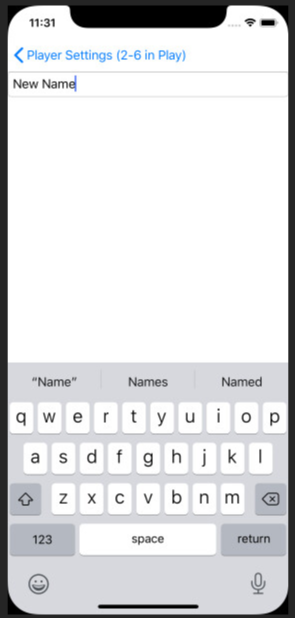 11:31
Player Settings (2-6 in Play)
New Name
“Name” Names Named
q w e r t y u i o p
a s d f g h j k l
z x c v b n m
123 space return